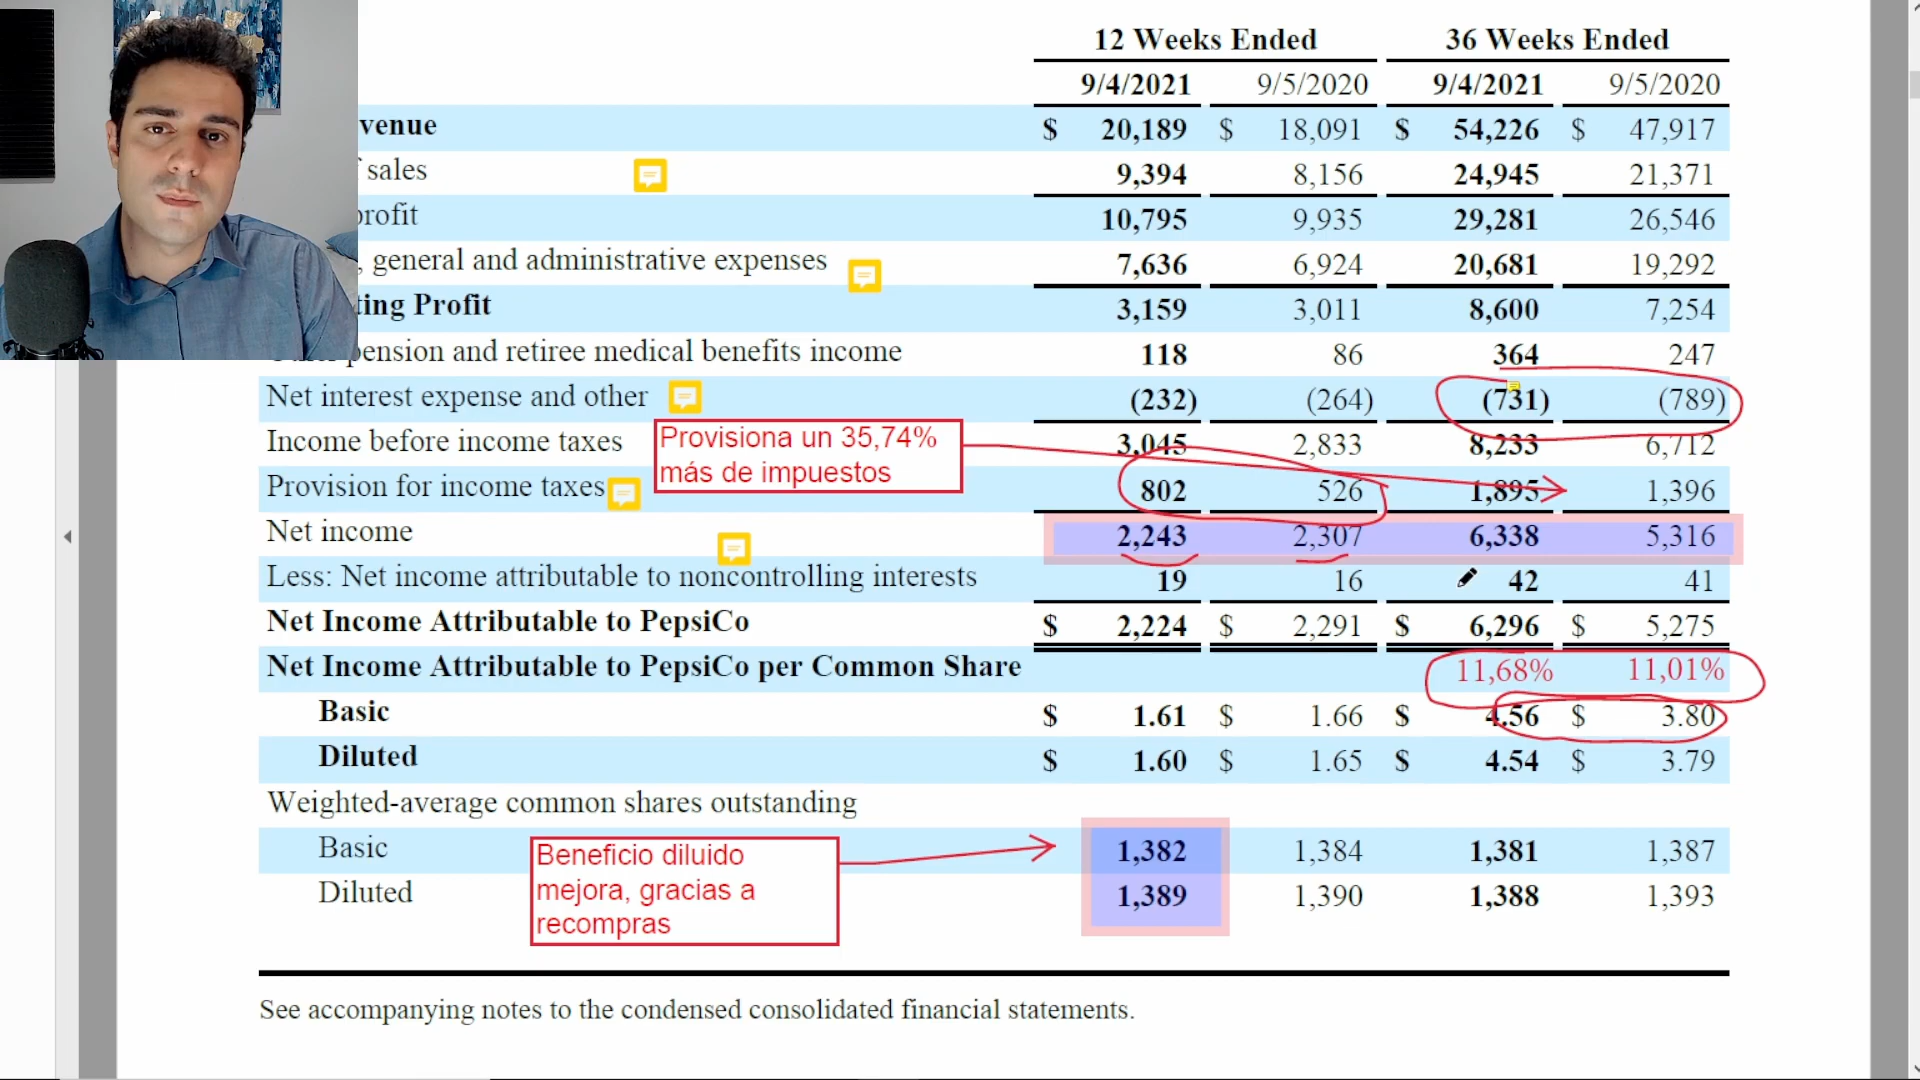 12 Weeks Ended 36 Weeks Ended
9/4/2021 9/5/2020 9/4/2021 9/5/2020
venue $ 20,189 $ 18,091 $ 54,226 $ 47,917
sales 9,394 8,156 24,945 21,371
profit 10,795 9,935 29,281 26,546
, general and administrative expenses 7,636 6,924 20,681 19,292
ting Profit 3,159 3,011 8,600 7,254
pension and retiree medical benefits income 118 86 364 247
Net interest expense and other (232) (264) (731) (789)
Income before income taxes 3,045 2,833 8,233 6,712
Provisiona un 35,74%
más de impuestos
Provision for income taxes 802 526 1,895 1,396
Net income 2,243 2,307 6,338 5,316
Less: Net income attributable to noncontrolling interests 19 16 42 41
Net Income Attributable to PepsiCo $ 2,224 $ 2,291 $ 6,296 $ 5,275
Net Income Attributable to PepsiCo per Common Share 11,68% 11,01%
Basic $ 1.61 $ 1.66 $ 4.56 $ 3.80
Diluted $ 1.60 $ 1.65 $ 4.54 $ 3.79
Weighted-average common shares outstanding
Basic 1,382 1,384 1,381 1,387
Diluted 1,389 1,390 1,388 1,393
Beneficio diluido
mejora, gracias a
recompras
See accompanying notes to the condensed consolidated financial statements.